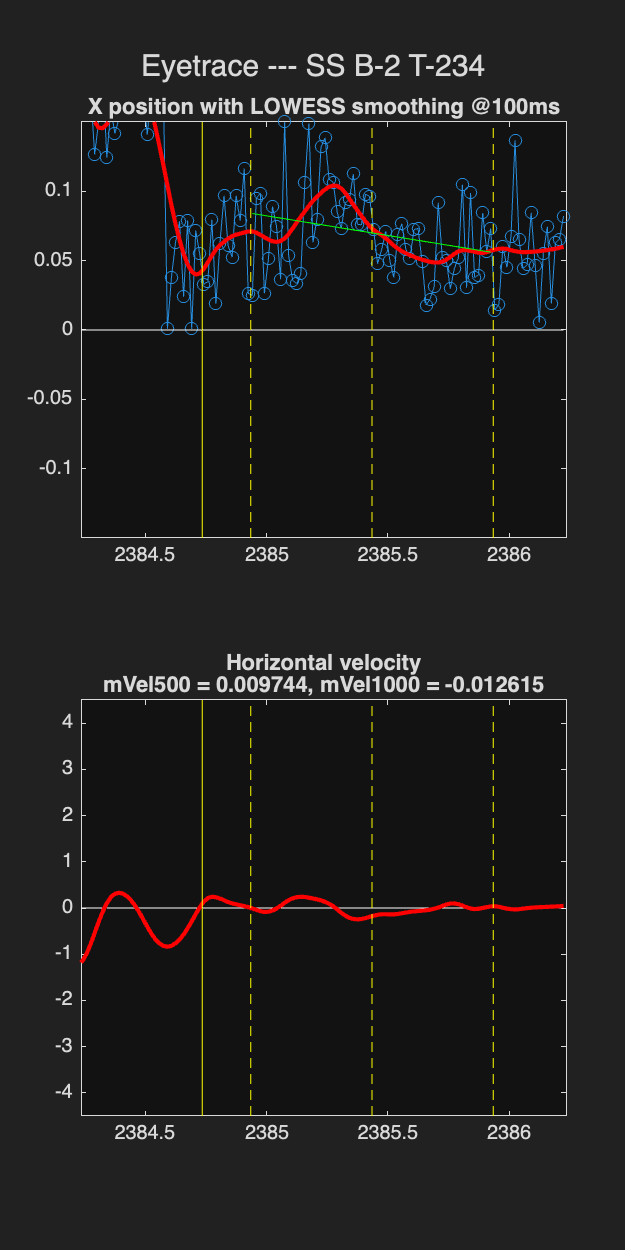 Eyetrace --- SS B-2 T-234
X position with LOWESS smoothing @100ms
0.1
0.05
0
-0.05
-0.1
2384.5 2385 2385.5 2386
Horizontal velocity
mVel500 = 0.009744, mVel1000 = -0.012615
4
3
2
1
0
-1
-2
-3
-4
2384.5 2385 2385.5 2386